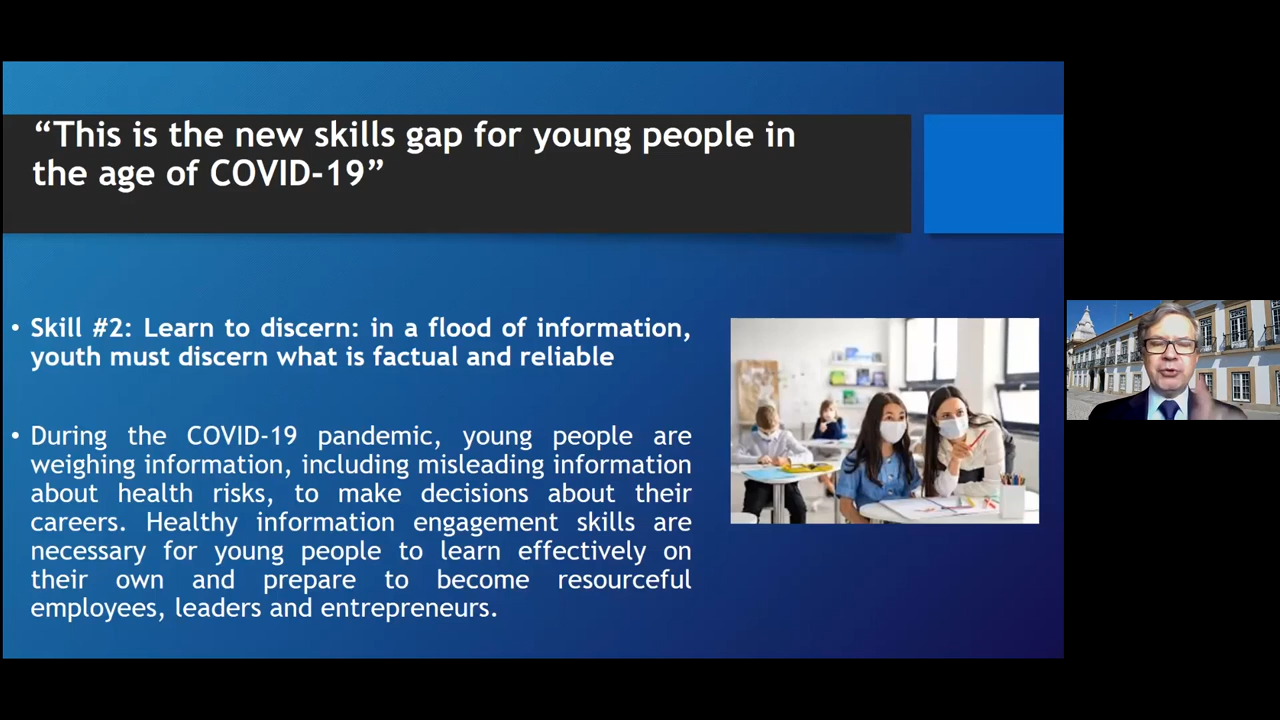 “This is the new skills gap for young people in
the age of COVID-19”
• Skill #2: Learn to discern: in a flood of information,
youth must discern what is factual and reliable
• During the COVID-19 pandemic, young people are
weighing information, including misleading information
about health risks, to make decisions about their
careers. Healthy information engagement skills are
necessary for young people to learn effectively on
their own and prepare to become resourceful
employees, leaders and entrepreneurs.